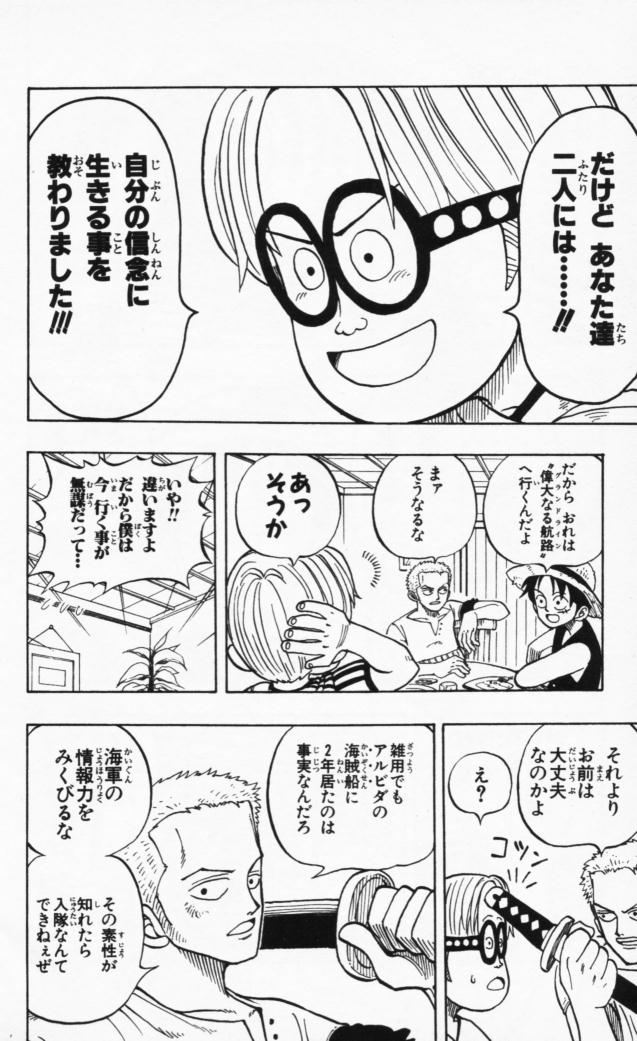 だけど あなた達
二人には……!!
自分の信念に
生きる事を
教わりました!!!
だから おれは
“偉大なる航路”
へ行くんだよ
まァ
そうなるな
あっ
そうか
いや!!
違いますよ
だから僕は
今 行く事が
無謀だって…
それより
お前は
大丈夫
なのかよ
え?
コツン
雑用でも
アルビダの
海賊船に
2年居たのは
事実なんだろ
海軍の
情報力を
みくびるな
その素性が
知れたら
入隊なんて
できねェぜ